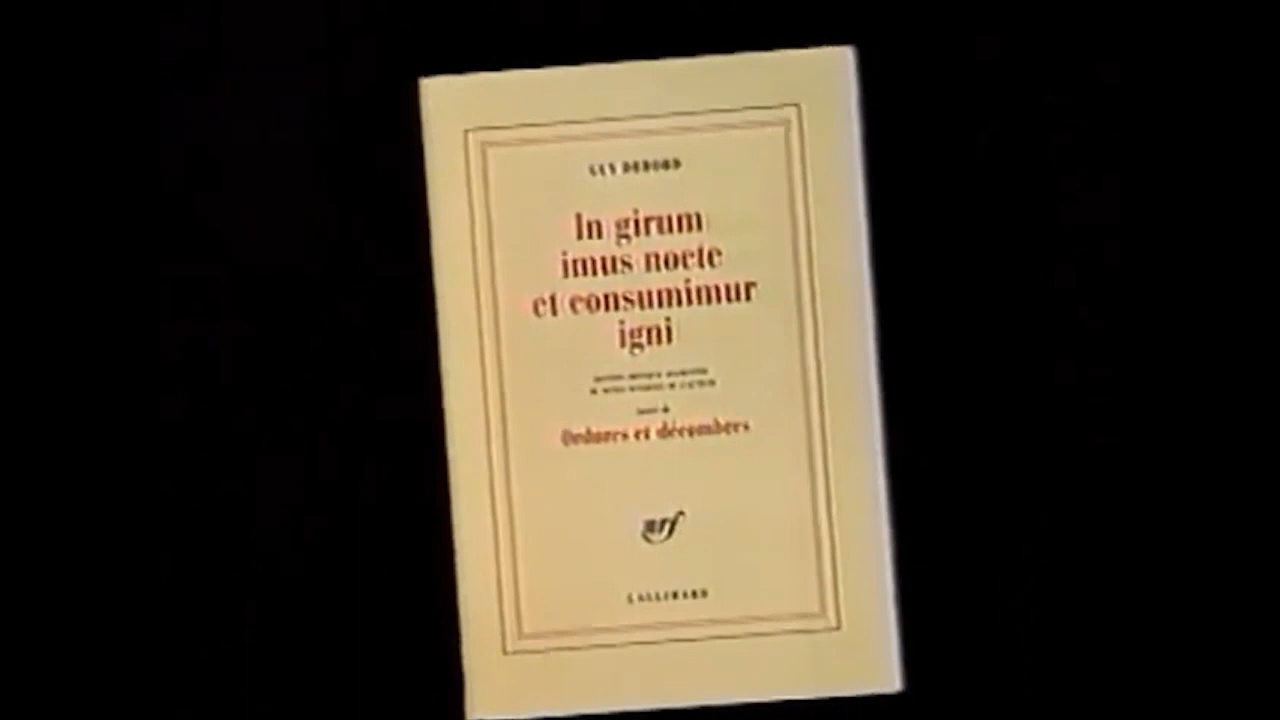 GUY DEBORD
In girum
imus nocte
et consumimur
igni
suivi de
Ordures et décombres
nrf
GALLIMARD